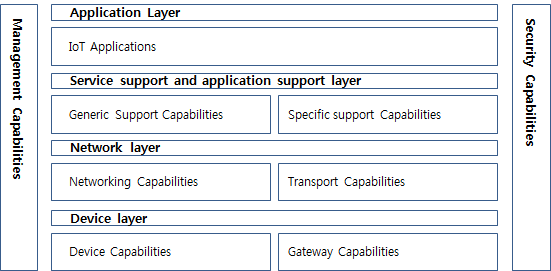 Management Capabilities
Application Layer
IoT Applications
Service support and application support layer
Generic Support Capabilities
Specific support Capabilities
Network layer
Networking Capabilities
Transport Capabilities
Device layer
Device Capabilities
Gateway Capabilities
Security Capabilities